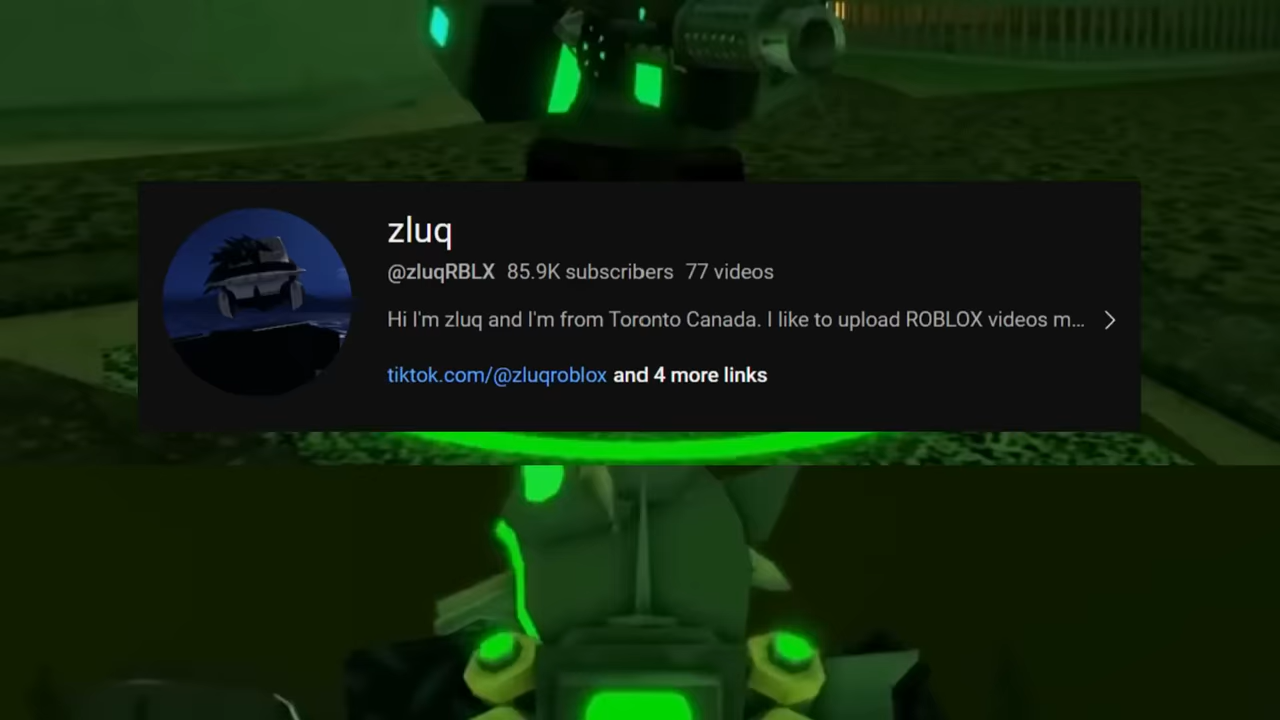 zluq
@zluqRBLX 85.9K subscribers 77 videos
Hi I'm zluq and I'm from Toronto Canada. I like to upload ROBLOX videos m...
tiktok.com/@zluqroblox and 4 more links